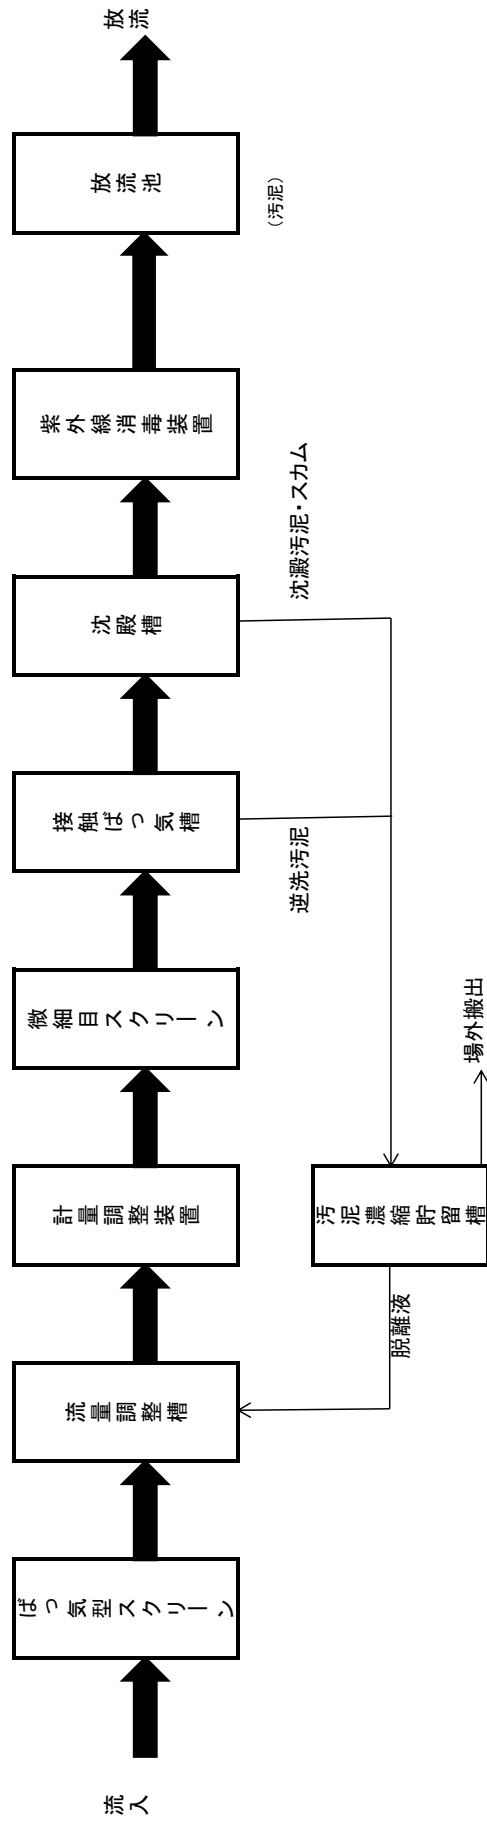 流入
ばっ気型スクリーン
流量調整槽
計量調整装置
微細目スクリーン
接触ばっ気槽
沈殿槽
紫外線消毒装置
放流池
放流
(汚泥)
沈澱汚泥・スカム
逆洗汚泥
汚泥濃縮貯留槽
場外搬出
脱離液